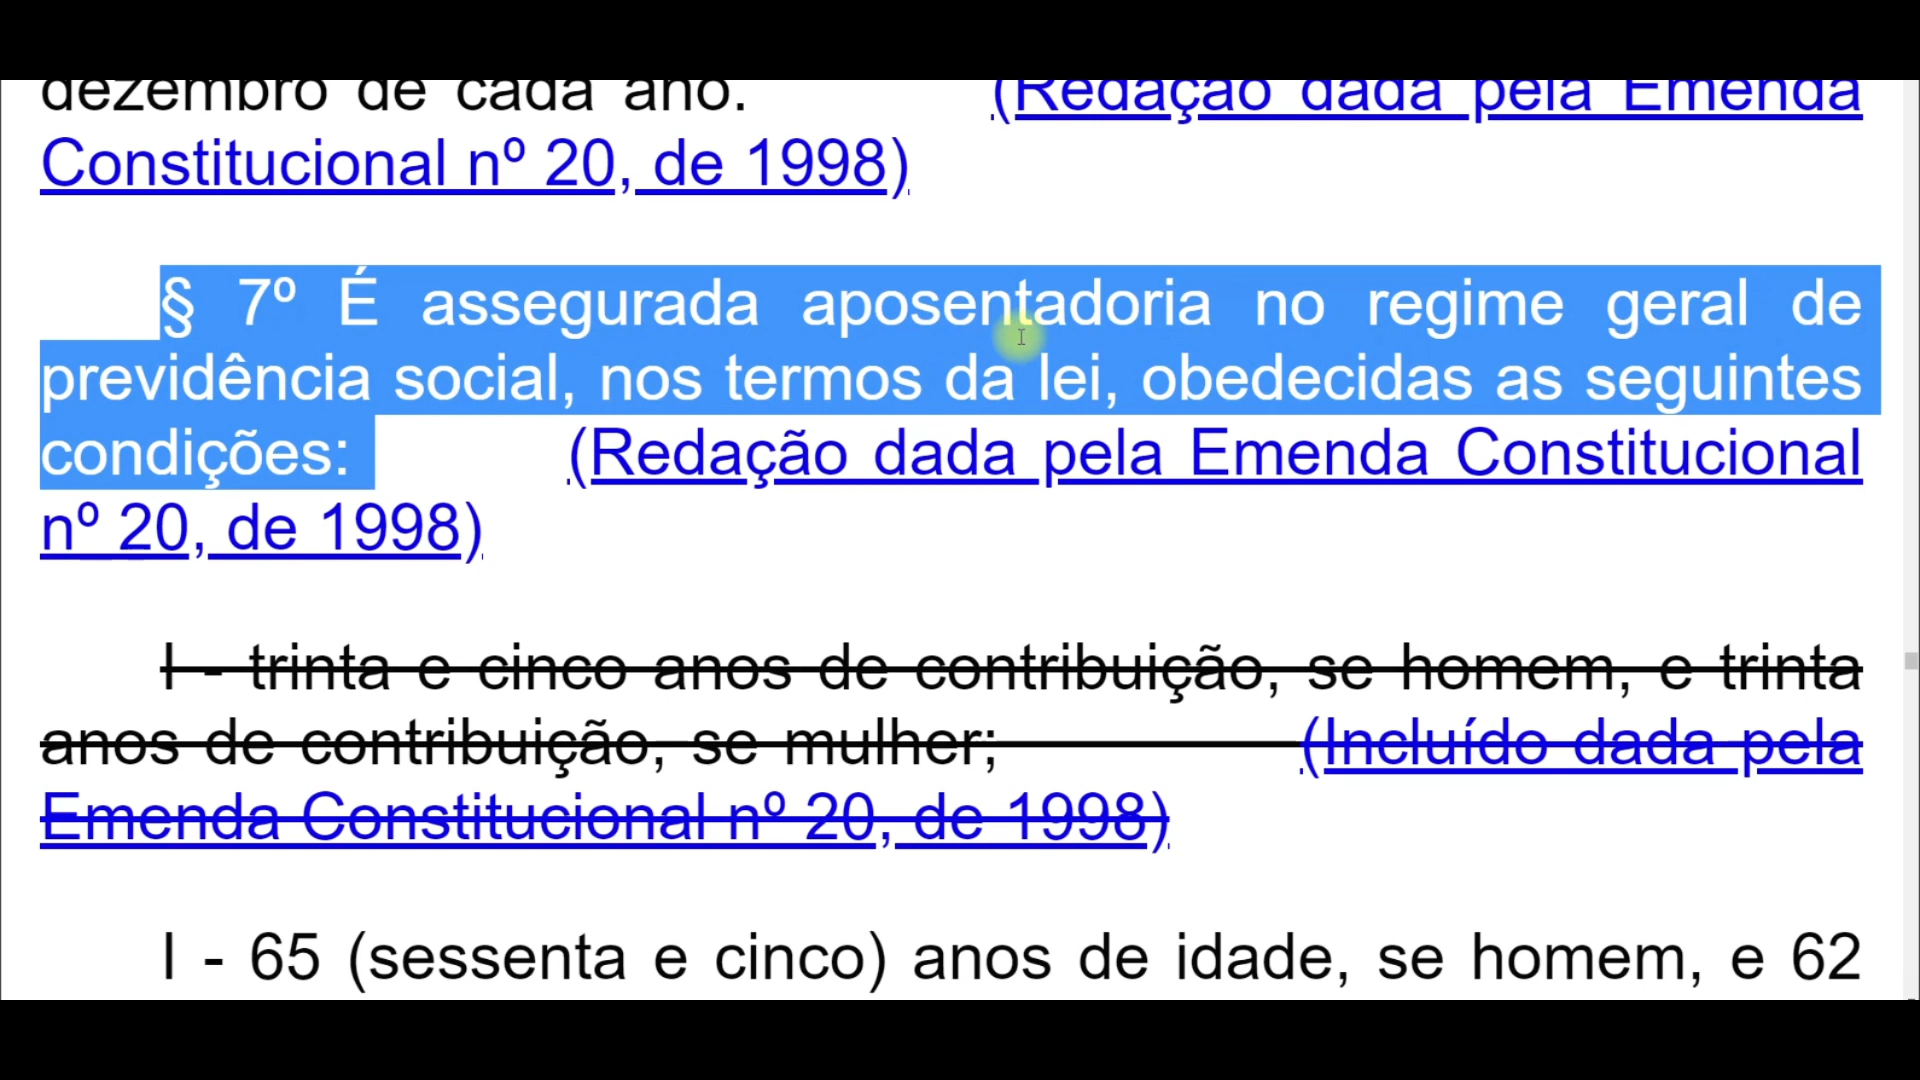 dezembro de cada ano. (Redação dada pela Emenda
Constitucional nº 20, de 1998)
§ 7º É assegurada aposentadoria no regime geral de
previdência social, nos termos da lei, obedecidas as seguintes
condições: (Redação dada pela Emenda Constitucional
nº 20, de 1998)
I - trinta e cinco anos de contribuição, se homem, e trinta
anos de contribuição, se mulher; (Incluído dada pela
Emenda Constitucional nº 20, de 1998)
I - 65 (sessenta e cinco) anos de idade, se homem, e 62